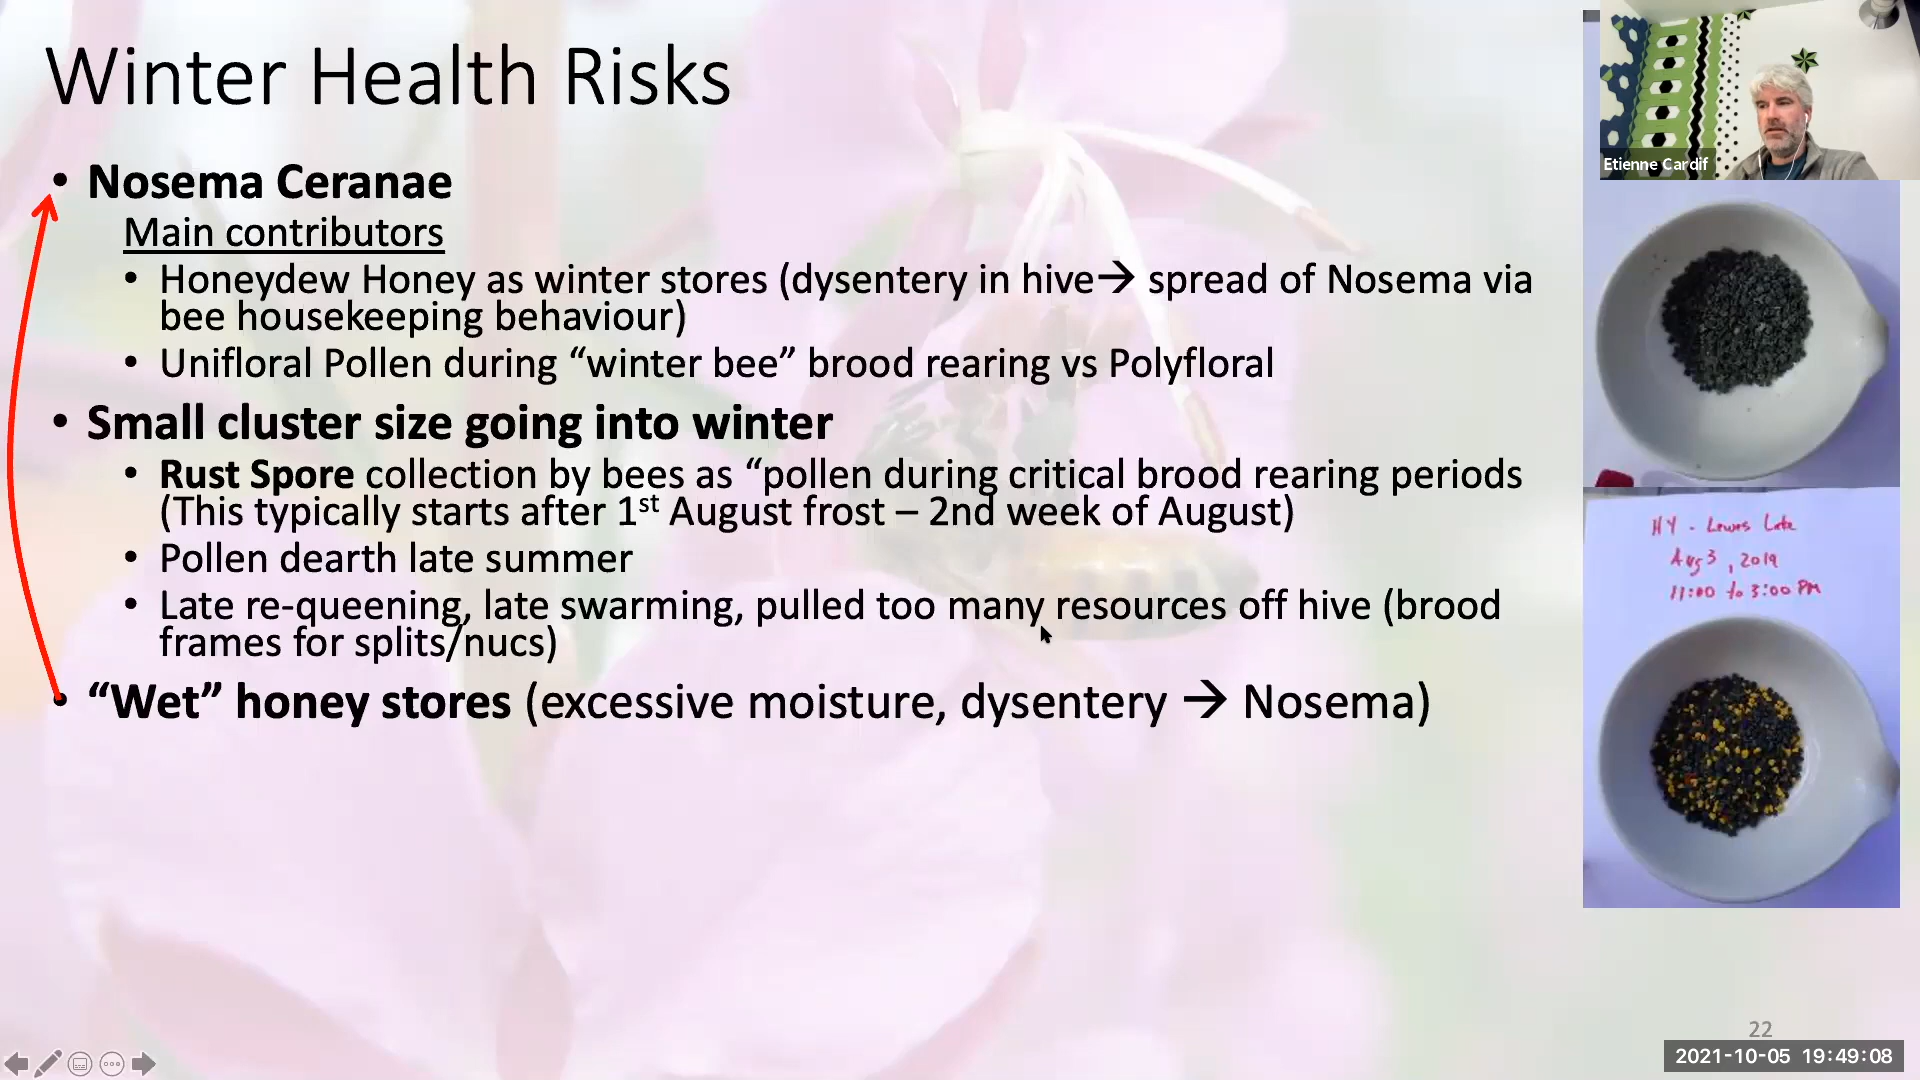 Winter Health Risks
• Nosema Ceranae
Main contributors
• Honeydew Honey as winter stores (dysentery in hive→ spread of Nosema via
bee housekeeping behaviour)
• Unifloral Pollen during “winter bee” brood rearing vs Polyfloral
• Small cluster size going into winter
• Rust Spore collection by bees as “pollen during critical brood rearing periods
(This typically starts after 1st August frost – 2nd week of August)
• Pollen dearth late summer
• Late re-queening, late swarming, pulled too many resources off hive (brood
frames for splits/nucs)
• “Wet” honey stores (excessive moisture, dysentery → Nosema)
Etienne Cardif
HY - Lewes Late
Aug 3, 2019
11:00 to 3:00 PM
22
2021-10-05 19:49:08